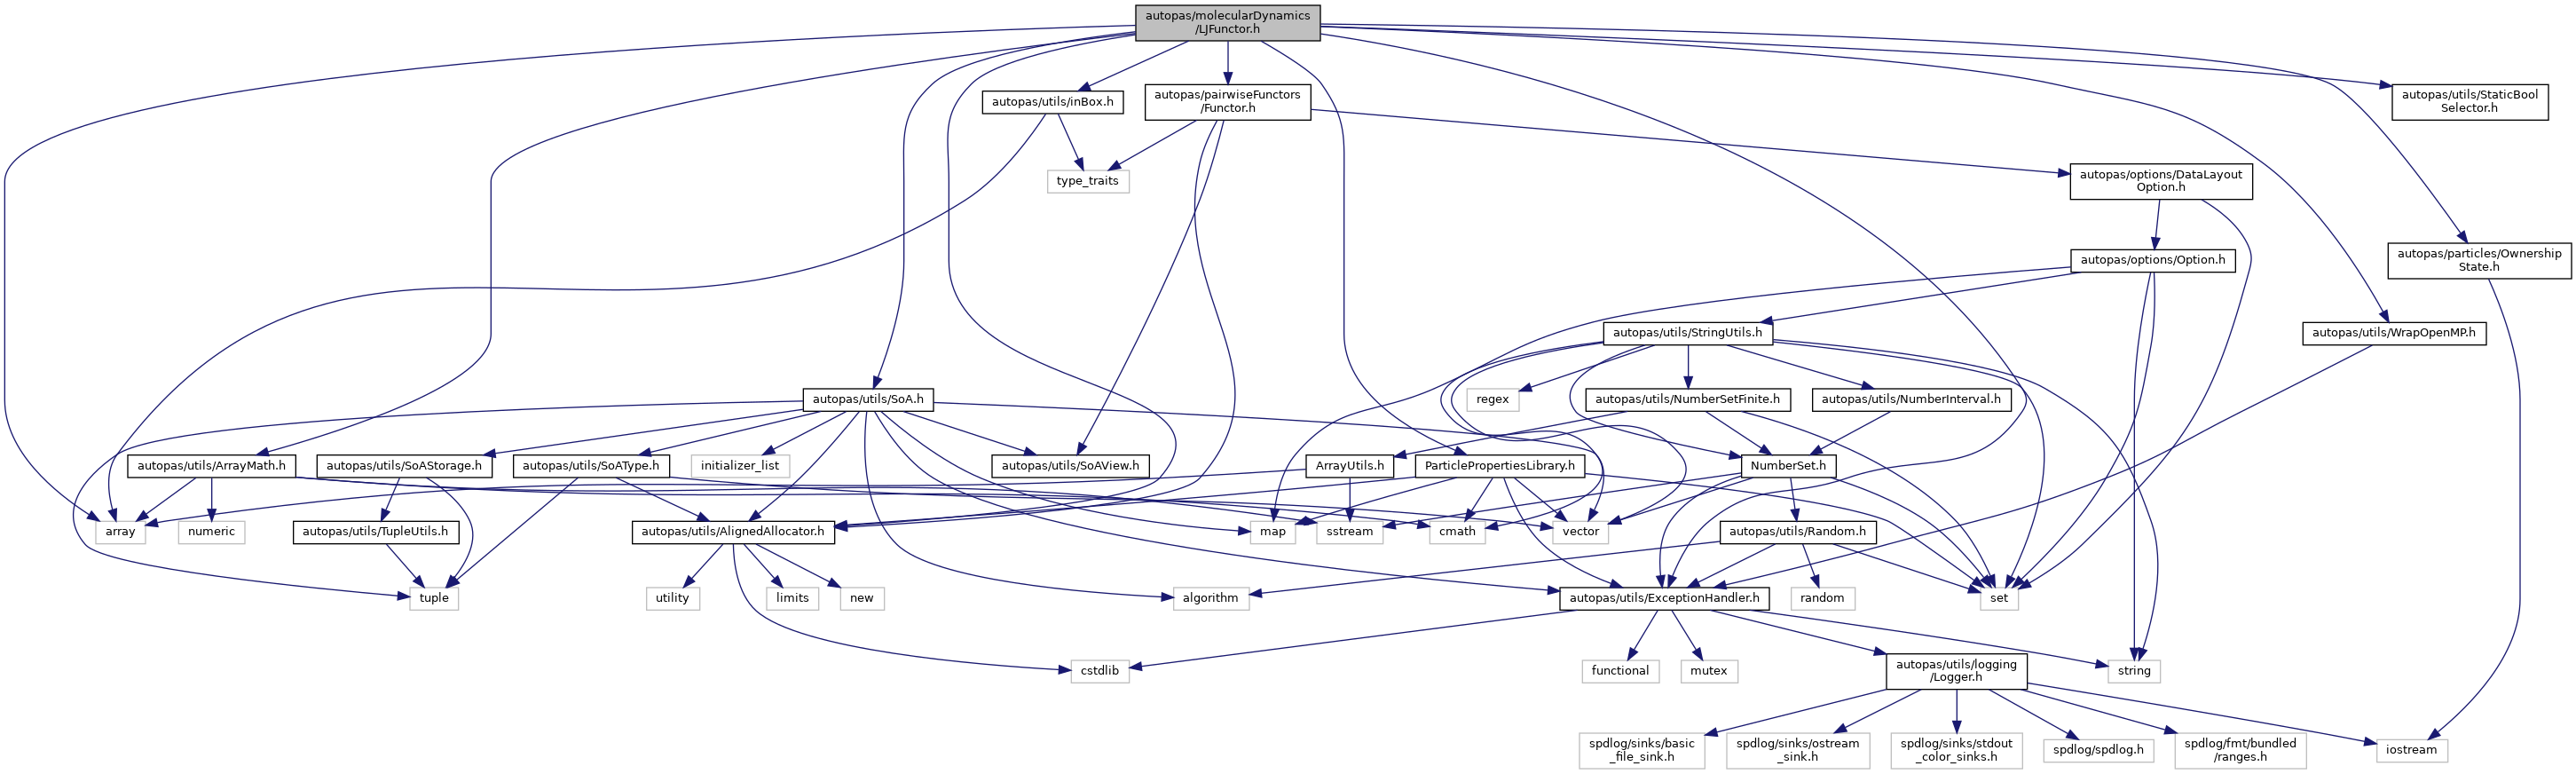 autopas/molecularDynamics
/LJFunctor.h
autopas/utils/inBox.h
autopas/pairwiseFunctors
/Functor.h
autopas/utils/StaticBool
Selector.h
type_traits
autopas/options/DataLayout
Option.h
autopas/options/Option.h
autopas/particles/Ownership
State.h
autopas/utils/StringUtils.h
autopas/utils/WrapOpenMP.h
autopas/utils/SoA.h
regex
autopas/utils/NumberSetFinite.h
autopas/utils/NumberInterval.h
autopas/utils/ArrayMath.h
autopas/utils/SoAStorage.h
autopas/utils/SoAType.h
initializer_list
autopas/utils/SoAView.h
ArrayUtils.h
ParticlePropertiesLibrary.h
NumberSet.h
array
numeric
autopas/utils/TupleUtils.h
autopas/utils/AlignedAllocator.h
map
sstream
cmath
vector
autopas/utils/Random.h
tuple
utility
limits
new
algorithm
autopas/utils/ExceptionHandler.h
random
set
cstdlib
functional
mutex
autopas/utils/logging
/Logger.h
string
spdlog/sinks/basic
_file_sink.h
spdlog/sinks/ostream
_sink.h
spdlog/sinks/stdout
_color_sinks.h
spdlog/spdlog.h
spdlog/fmt/bundled
/ranges.h
iostream